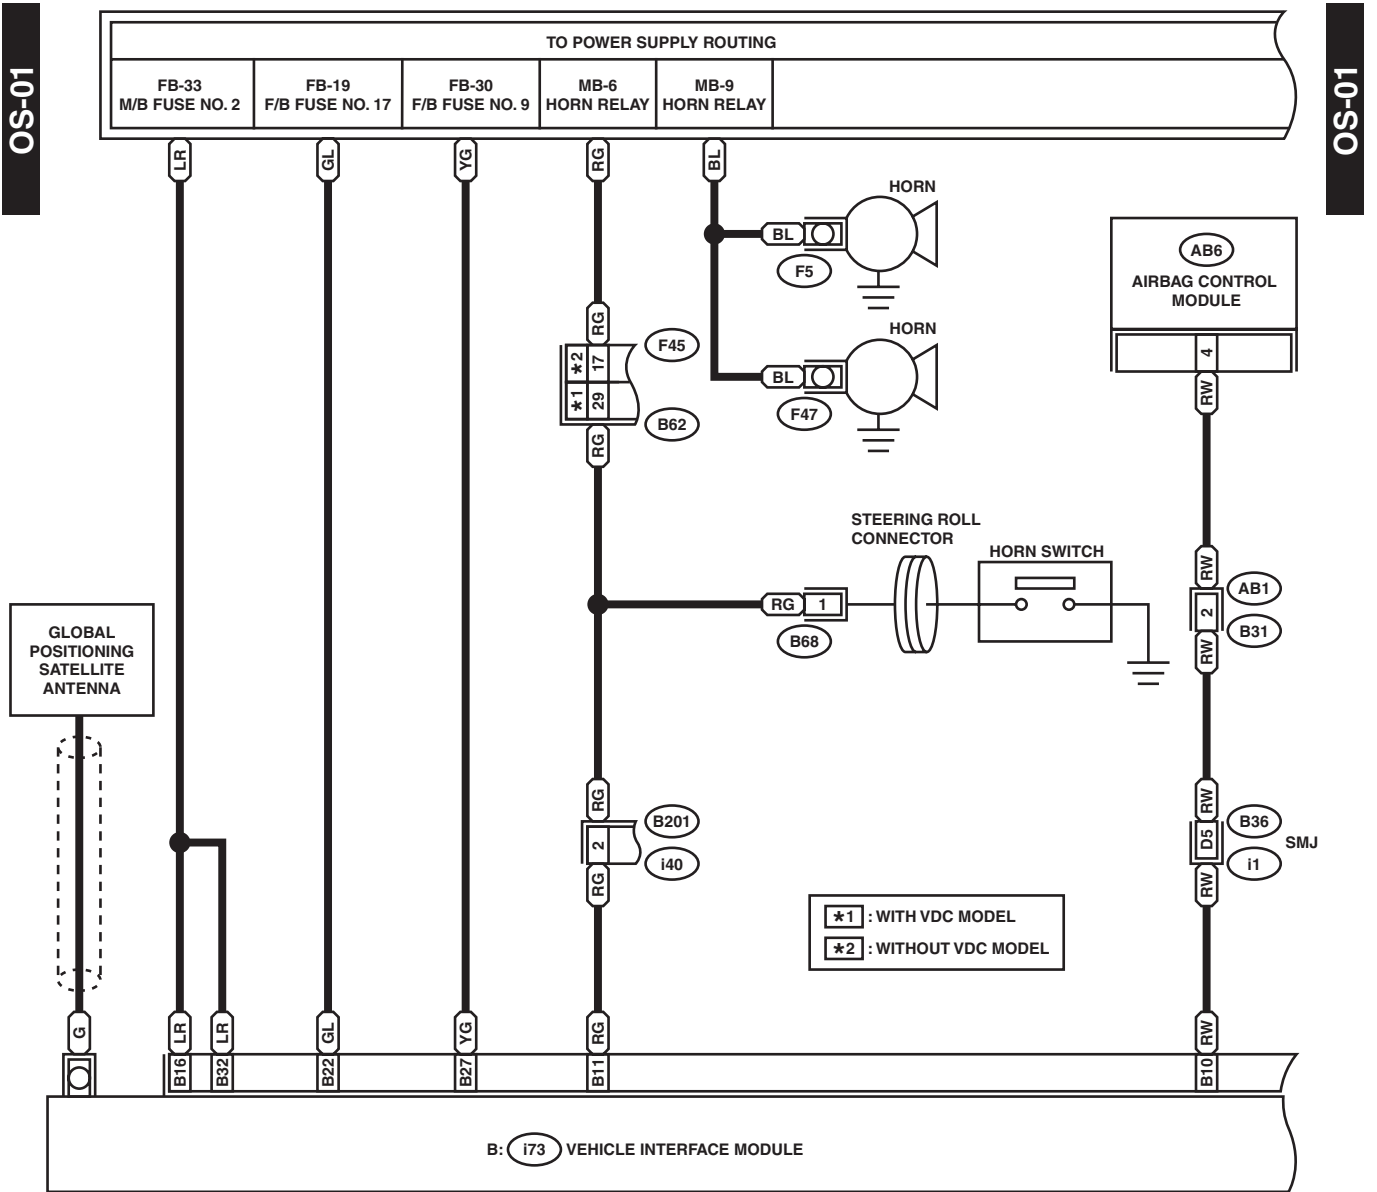 OS-01
OS-01
TO POWER SUPPLY ROUTING
FB-33
M/B FUSE NO. 2
FB-19
F/B FUSE NO. 17
FB-30
F/B FUSE NO. 9
MB-6
HORN RELAY
MB-9
HORN RELAY
LR
GL
YG
RG
BL
HORN
BL
F5
AB6
AIRBAG CONTROL
MODULE
4
RW
RG
F45
*2
17
*1
29
B62
RG
HORN
BL
F47
STEERING ROLL
CONNECTOR
HORN SWITCH
RG
1
B68
RW
AB1
2
B31
RW
GLOBAL
POSITIONING
SATELLITE
ANTENNA
RG
B201
2
i40
RG
RW
B36
D5
SMJ
i1
RW
*1 : WITH VDC MODEL
*2 : WITHOUT VDC MODEL
G
LR
LR
GL
YG
RG
RW
B16
B32
B22
B27
B11
B10
B: i73 VEHICLE INTERFACE MODULE